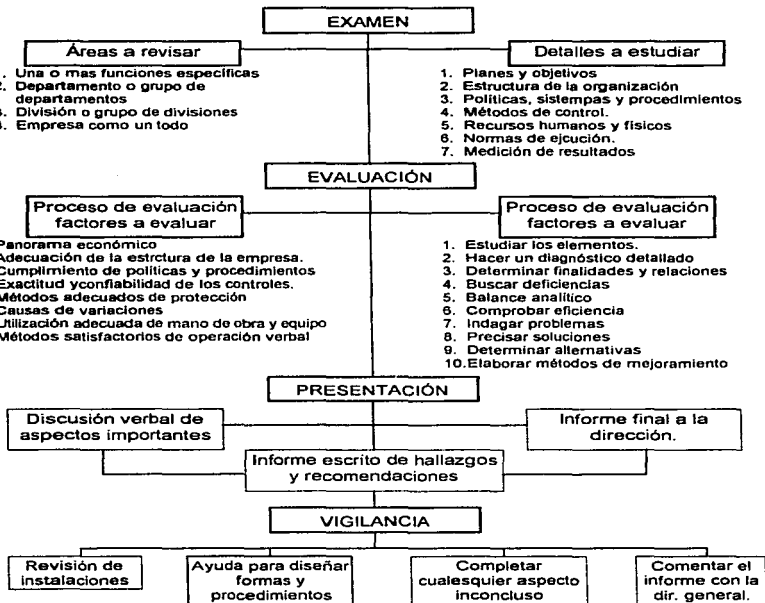 EXAMEN
Áreas a revisar
1. Una o mas funciones específicas
2. Departamento o grupo de
departamentos
3. División o grupo de divisiones
4. Empresa como un todo
Detalles a estudiar
1. Planes y objetivos
2. Estructura de la organización
3. Políticas, sistempas y procedimientos
4. Métodos de control.
5. Recursos humanos y físicos
6. Normas de ejcución.
7. Medición de resultados
EVALUACIÓN
Proceso de evaluación
factores a evaluar
Panorama económico
Adecuación de la estrctura de la empresa.
Cumplimiento de políticas y procedimientos
Exactitud yconfiabilidad de los controles.
Métodos adecuados de protección
Causas de variaciones
Utilización adecuada de mano de obra y equipo
Métodos satisfactorios de operación verbal
Proceso de evaluación
factores a evaluar
1. Estudiar los elementos.
2. Hacer un diagnóstico detallado
3. Determinar finalidades y relaciones
4. Buscar deficiencias
5. Balance analítico
6. Comprobar eficiencia
7. Indagar problemas
8. Precisar soluciones
9. Determinar alternativas
10.Elaborar métodos de mejoramiento
PRESENTACIÓN
Discusión verbal de
aspectos importantes
Informe final a la
dirección.
Informe escrito de hallazgos
y recomendaciones
VIGILANCIA
Revisión de
instalaciones
Ayuda para diseñar
formas y
procedimientos
Completar
cualesquier aspecto
inconcluso
Comentar el
informe con la
dir. general.